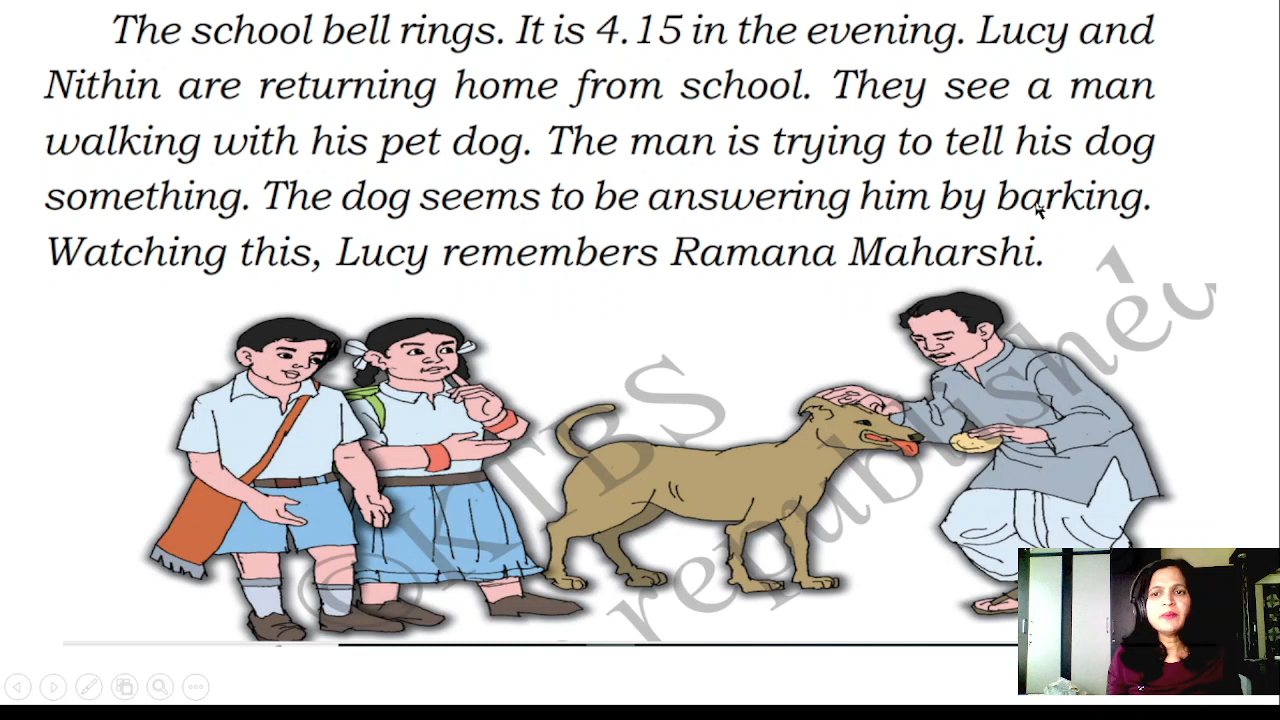 The school bell rings. It is 4.15 in the evening. Lucy and
Nithin are returning home from school. They see a man
walking with his pet dog. The man is trying to tell his dog
something. The dog seems to be answering him by barking.
Watching this, Lucy remembers Ramana Maharshi.
©KTBS
republished